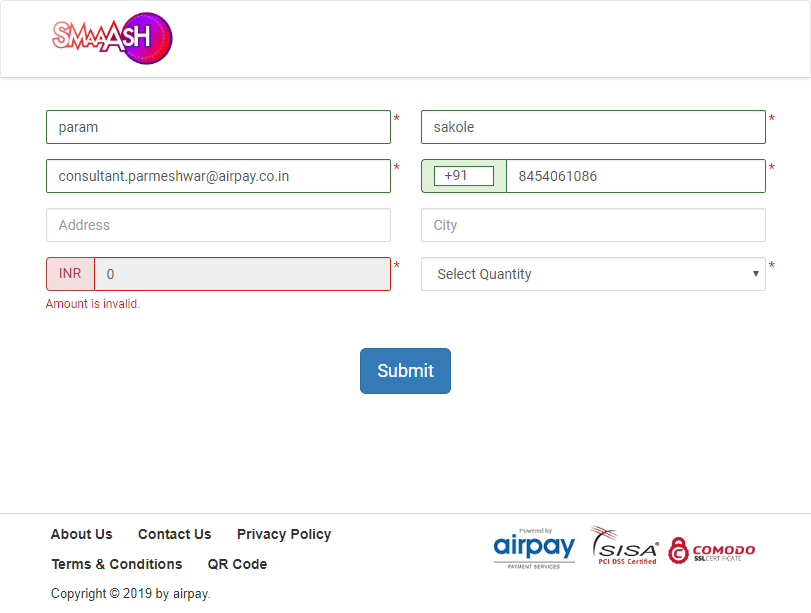 SMAAASH
param * sakole *
consultant.parmeshwar@airpay.co.in * +91 8454061086 *
Address City
INR 0 * Select Quantity ▼ *
Amount is invalid.
Submit
About Us Contact Us Privacy Policy
Terms & Conditions QR Code
Copyright © 2019 by airpay.
Powered by
airpay
PAYMENT SERVICES
SISA
PCI DSS Certified
COMODO
SSL CERTIFICATE